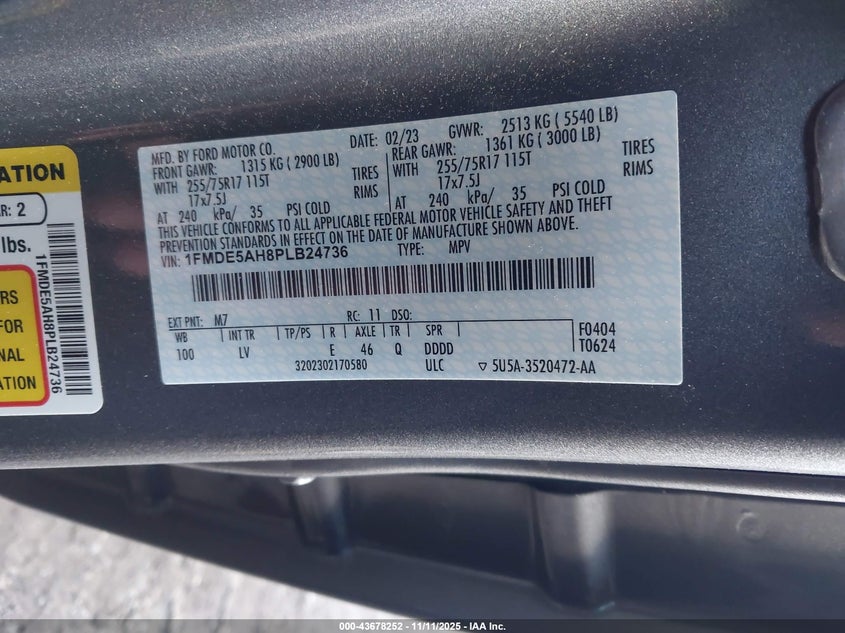 ATION
AR: 2
lbs.
RS
FOR
NAL
ATION
1FMDE5AH8PLB24736
MFD. BY FORD MOTOR CO. DATE: 02/23 GVWR: 2513 KG ( 5540 LB)
FRONT GAWR: 1315 KG ( 2900 LB) REAR GAWR: 1361 KG ( 3000 LB)
WITH 255/75R17 115T TIRES WITH 255/75R17 115T TIRES
17x7.5J RIMS 17x7.5J RIMS
AT 240 kPa/ 35 PSI COLD AT 240 kPa/ 35 PSI COLD
THIS VEHICLE CONFORMS TO ALL APPLICABLE FEDERAL MOTOR VEHICLE SAFETY AND THEFT
PREVENTION STANDARDS IN EFFECT ON THE DATE OF MANUFACTURE SHOWN ABOVE.
VIN: 1FMDE5AH8PLB24736 TYPE: MPV
EXT PNT: M7 RC: 11 DSO:
WB INT TR TP/PS R AXLE TR SPR F0404
100 LV E 46 Q DDDD T0624
3202302170580 ULC ▽ 5U5A-3520472-AA
000-43678252 - 11/11/2025 - IAA Inc.